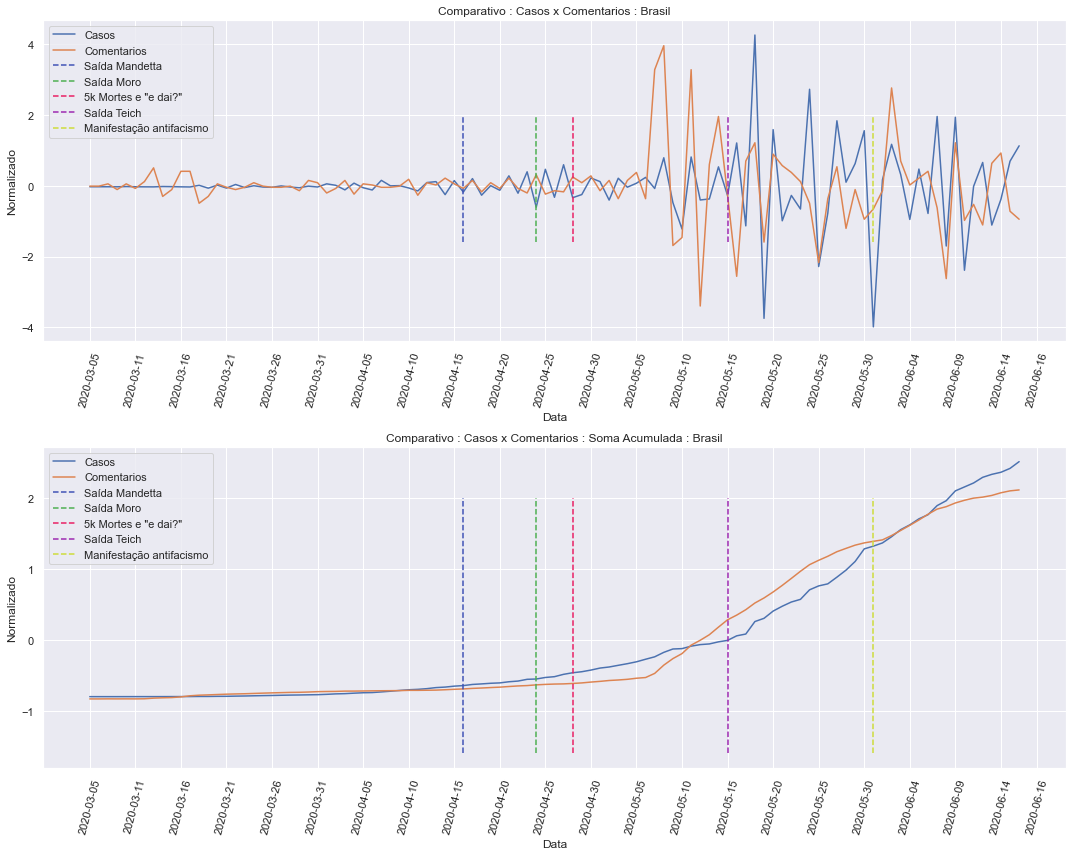 Comparativo : Casos x Comentarios : Brasil
Casos
Comentarios
Saída Mandetta
Saída Moro
5k Mortes e "e dai?"
Saída Teich
Manifestação antifacismo
Normalizado
4
2
0
−2
−4
2020-03-05
2020-03-11
2020-03-16
2020-03-21
2020-03-26
2020-03-31
2020-04-05
2020-04-10
2020-04-15
2020-04-20
2020-04-25
2020-04-30
2020-05-05
2020-05-10
2020-05-15
2020-05-20
2020-05-25
2020-05-30
2020-06-04
2020-06-09
2020-06-14
2020-06-16
Data
Comparativo : Casos x Comentarios : Soma Acumulada : Brasil
Casos
Comentarios
Saída Mandetta
Saída Moro
5k Mortes e "e dai?"
Saída Teich
Manifestação antifacismo
Normalizado
2
1
0
−1
2020-03-05
2020-03-11
2020-03-16
2020-03-21
2020-03-26
2020-03-31
2020-04-05
2020-04-10
2020-04-15
2020-04-20
2020-04-25
2020-04-30
2020-05-05
2020-05-10
2020-05-15
2020-05-20
2020-05-25
2020-05-30
2020-06-04
2020-06-09
2020-06-14
2020-06-16
Data